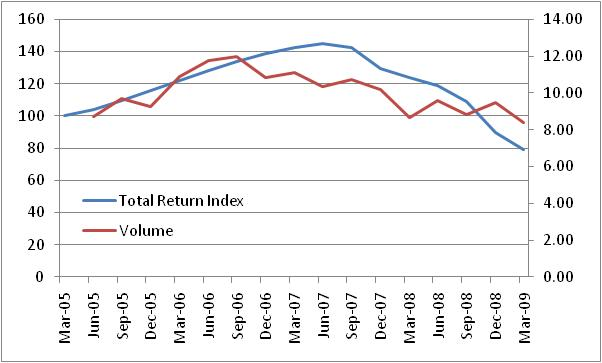 160
140
120
100
80
60
40
20
0
14.00
12.00
10.00
8.00
6.00
4.00
2.00
0.00
Total Return Index
Volume
Mar-05
Jun-05
Sep-05
Dec-05
Mar-06
Jun-06
Sep-06
Dec-06
Mar-07
Jun-07
Sep-07
Dec-07
Mar-08
Jun-08
Sep-08
Dec-08
Mar-09